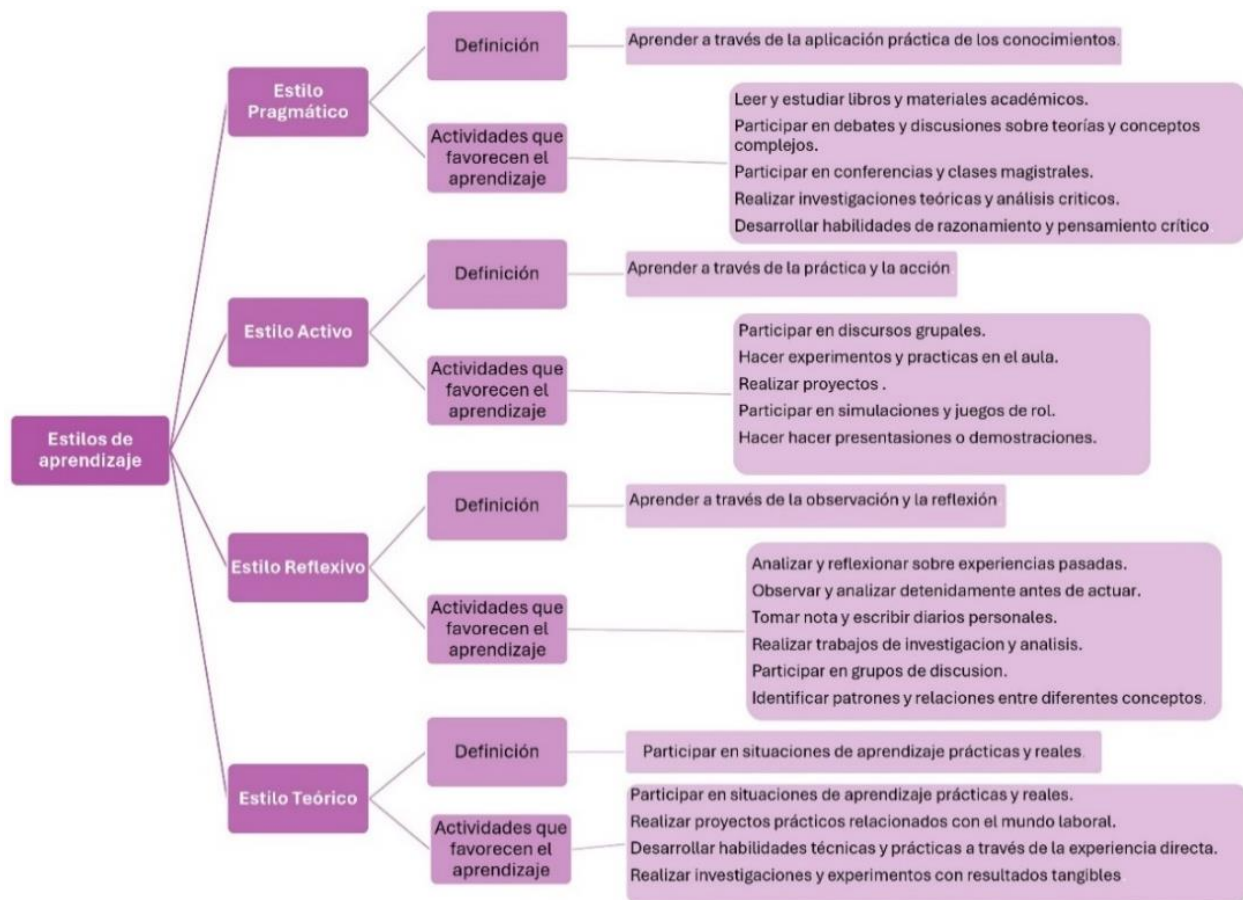 Estilos de
aprendizaje
Estilo
Pragmático
Definición
Aprender a través de la aplicación práctica de los conocimientos.
Actividades que
favorecen el
aprendizaje
Leer y estudiar libros y materiales académicos.
Participar en debates y discusiones sobre teorías y conceptos
complejos.
Participar en conferencias y clases magistrales.
Realizar investigaciones teóricas y análisis criticos.
Desarrollar habilidades de razonamiento y pensamiento crítico
Estilo Activo
Definición
Aprender a través de la práctica y la acción
Actividades que
favorecen el
aprendizaje
Participar en discursos grupales.
Hacer experimentos y practicas en el aula.
Realizar proyectos .
Participar en simulaciones y juegos de rol.
Hacer hacer presentasiones o demostraciones.
Estilo Reflexivo
Definición
Aprender a través de la observación y la reflexión
Actividades que
favorecen el
aprendizaje
Analizar y reflexionar sobre experiencias pasadas.
Observar y analizar detenidamente antes de actuar.
Tomar nota y escribir diarios personales.
Realizar trabajos de investigacion y analisis.
Participar en grupos de discusion.
Identificar patrones y relaciones entre diferentes conceptos.
Estilo Teórico
Definición
Participar en situaciones de aprendizaje prácticas y reales.
Actividades que
favorecen el
aprendizaje
Participar en situaciones de aprendizaje prácticas y reales.
Realizar proyectos prácticos relacionados con el mundo laboral.
Desarrollar habilidades técnicas y prácticas a través de la experiencia directa.
Realizar investigaciones y experimentos con resultados tangibles